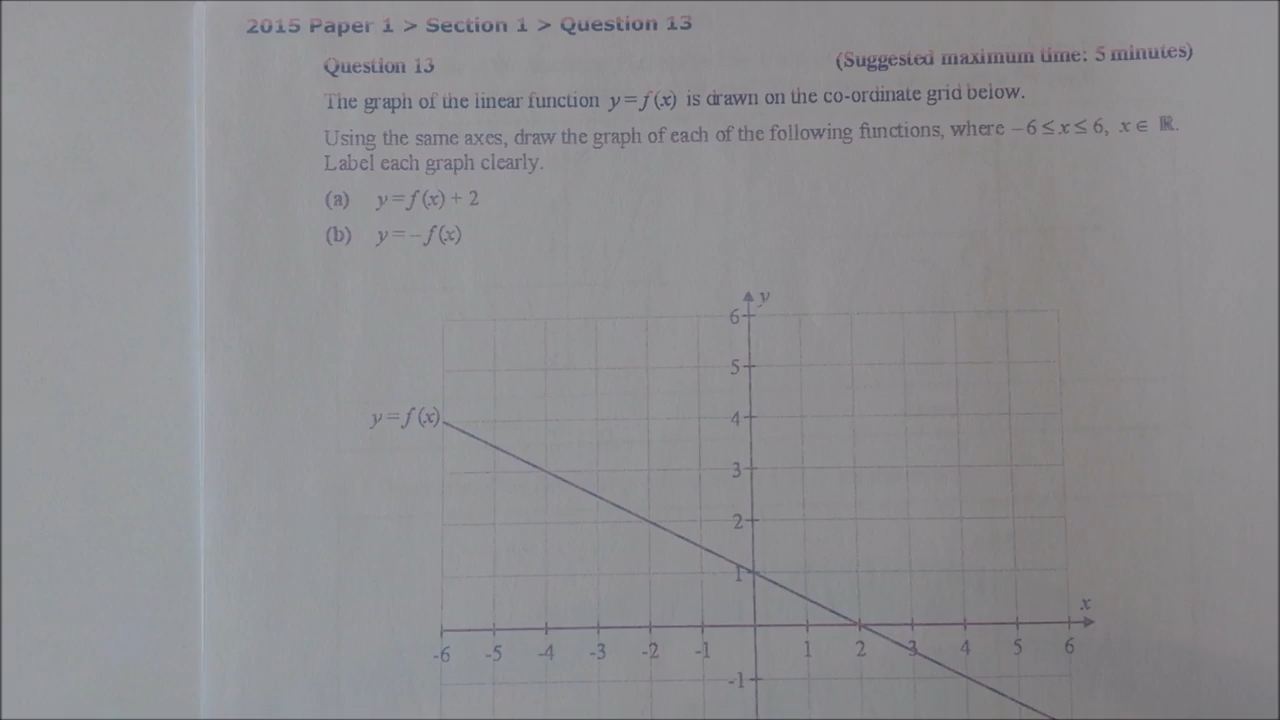 2015 Paper 1 > Section 1 > Question 13
Question 13 (Suggested maximum time: 5 minutes)
The graph of the linear function y=f(x) is drawn on the co-ordinate grid below.
Using the same axes, draw the graph of each of the following functions, where −6≤x≤6, x∈ ℝ.
Label each graph clearly.
(a) y=f(x)+2
(b) y=−f(x)
y
6
5
y=f(x)
4
3
2
1
x
-6 -5 -4 -3 -2 -1 1 2 3 4 5 6
-1